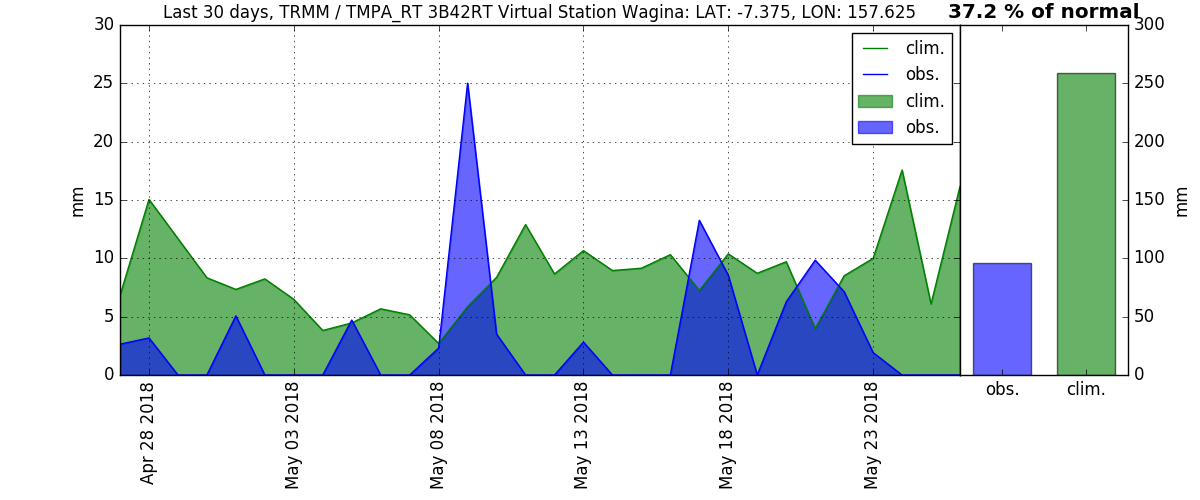 Last 30 days, TRMM / TMPA_RT 3B42RT Virtual Station Wagina: LAT: -7.375, LON: 157.625
37.2 % of normal
30
25
20
15
10
5
0
mm
clim.
obs.
clim.
obs.
Apr 28 2018
May 03 2018
May 08 2018
May 13 2018
May 18 2018
May 23 2018
300
250
200
150
100
50
0
mm
obs.
clim.